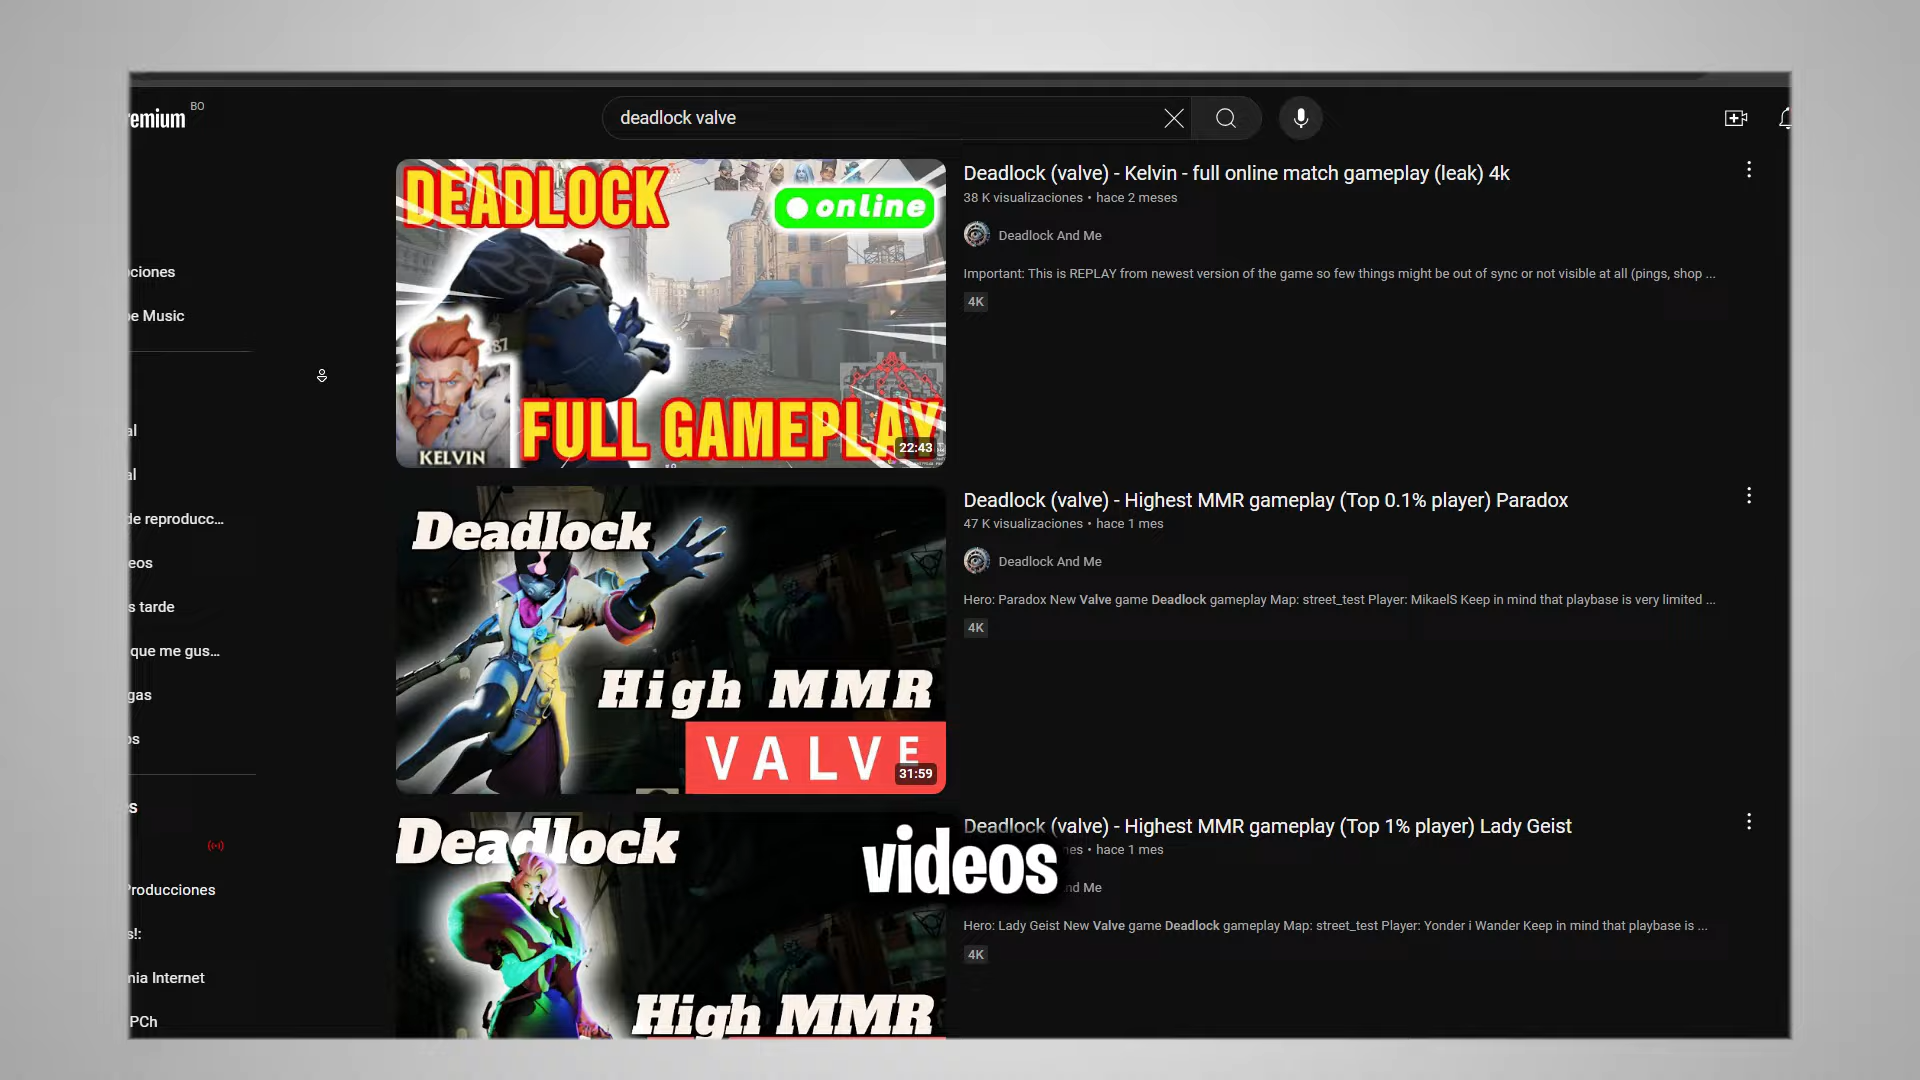 remium BO
deadlock valve
ciones
be Music
al
al
de reproducc...
eos
s tarde
que me gus...
gas
os
s
Producciones
s!:
mia Internet
PCh
DEADLOCK
online
KELVIN
FULL GAMEPLAY
22:43
Deadlock (valve) - Kelvin - full online match gameplay (leak) 4k
38 K visualizaciones • hace 2 meses
Deadlock And Me
Important: This is REPLAY from newest version of the game so few things might be out of sync or not visible at all (pings, shop ...
4K
Deadlock
High MMR
VALVE
31:59
Deadlock (valve) - Highest MMR gameplay (Top 0.1% player) Paradox
47 K visualizaciones • hace 1 mes
Deadlock And Me
Hero: Paradox New Valve game Deadlock gameplay Map: street_test Player: MikaelS Keep in mind that playbase is very limited ...
4K
Deadlock
High MMR
Deadlock (valve) - Highest MMR gameplay (Top 1% player) Lady Geist
nes • hace 1 mes
And Me
Hero: Lady Geist New Valve game Deadlock gameplay Map: street_test Player: Yonder i Wander Keep in mind that playbase is ...
4K
videos